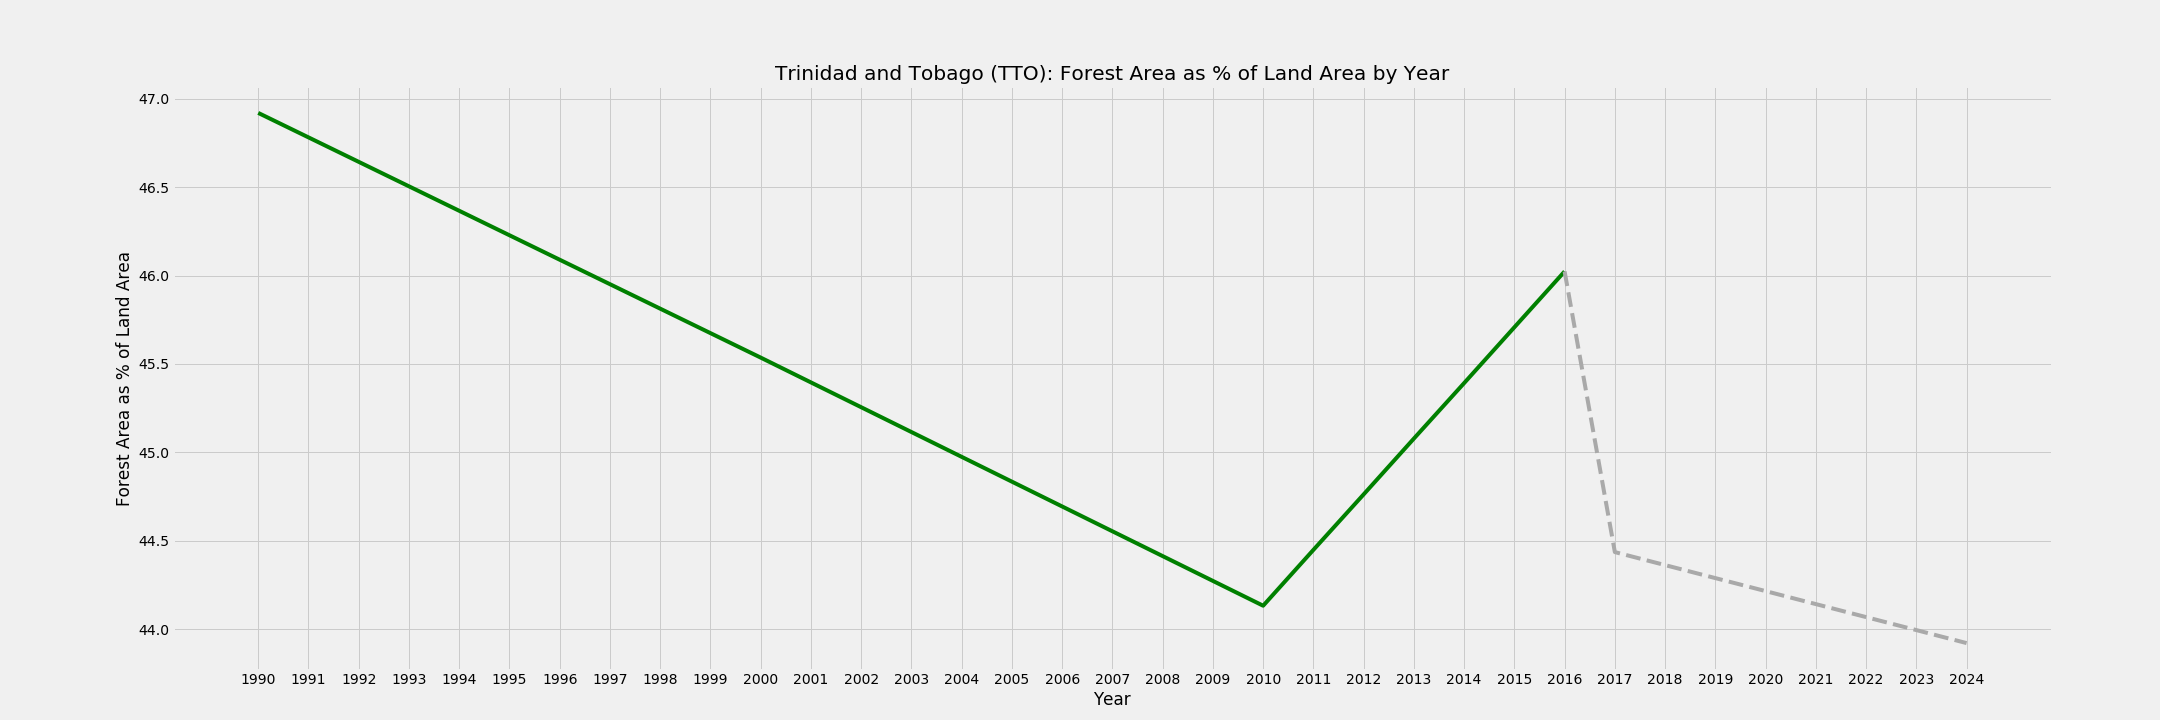 Trinidad and Tobago (TTO): Forest Area as % of Land Area by Year
Forest Area as % of Land Area
47.0
46.5
46.0
45.5
45.0
44.5
44.0
1990 1991 1992 1993 1994 1995 1996 1997 1998 1999 2000 2001 2002 2003 2004 2005 2006 2007 2008 2009 2010 2011 2012 2013 2014 2015 2016 2017 2018 2019 2020 2021 2022 2023 2024
Year